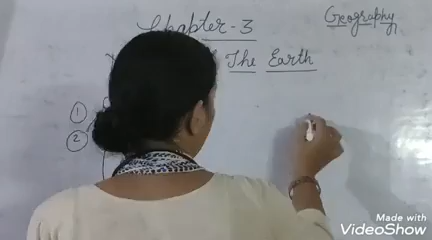 Geography
Chapter-3
The Earth
1
2
Made with
VideoShow